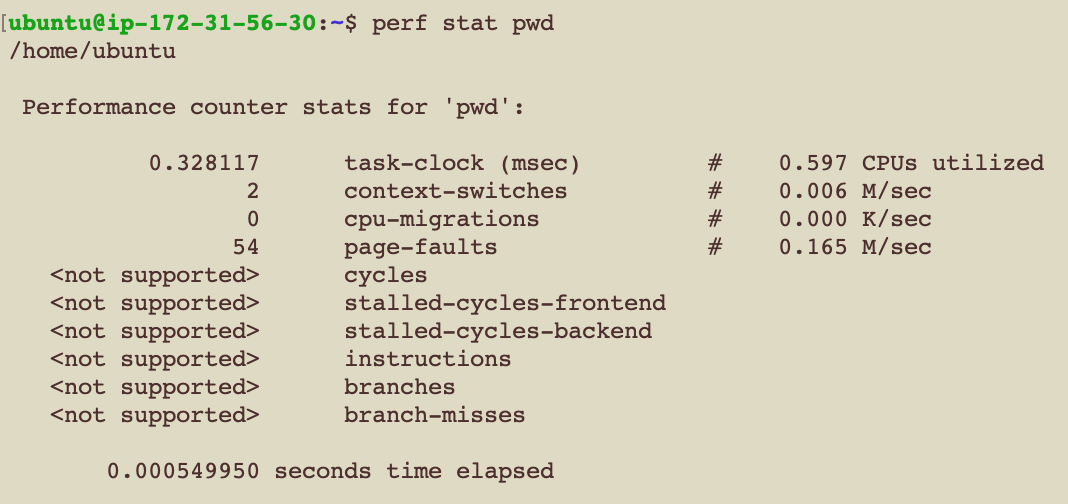 [ubuntu@ip-172-31-56-30:~$ perf stat pwd
/home/ubuntu
Performance counter stats for 'pwd':
0.328117 task-clock (msec) # 0.597 CPUs utilized
2 context-switches # 0.006 M/sec
0 cpu-migrations # 0.000 K/sec
54 page-faults # 0.165 M/sec
<not supported> cycles
<not supported> stalled-cycles-frontend
<not supported> stalled-cycles-backend
<not supported> instructions
<not supported> branches
<not supported> branch-misses
0.000549950 seconds time elapsed